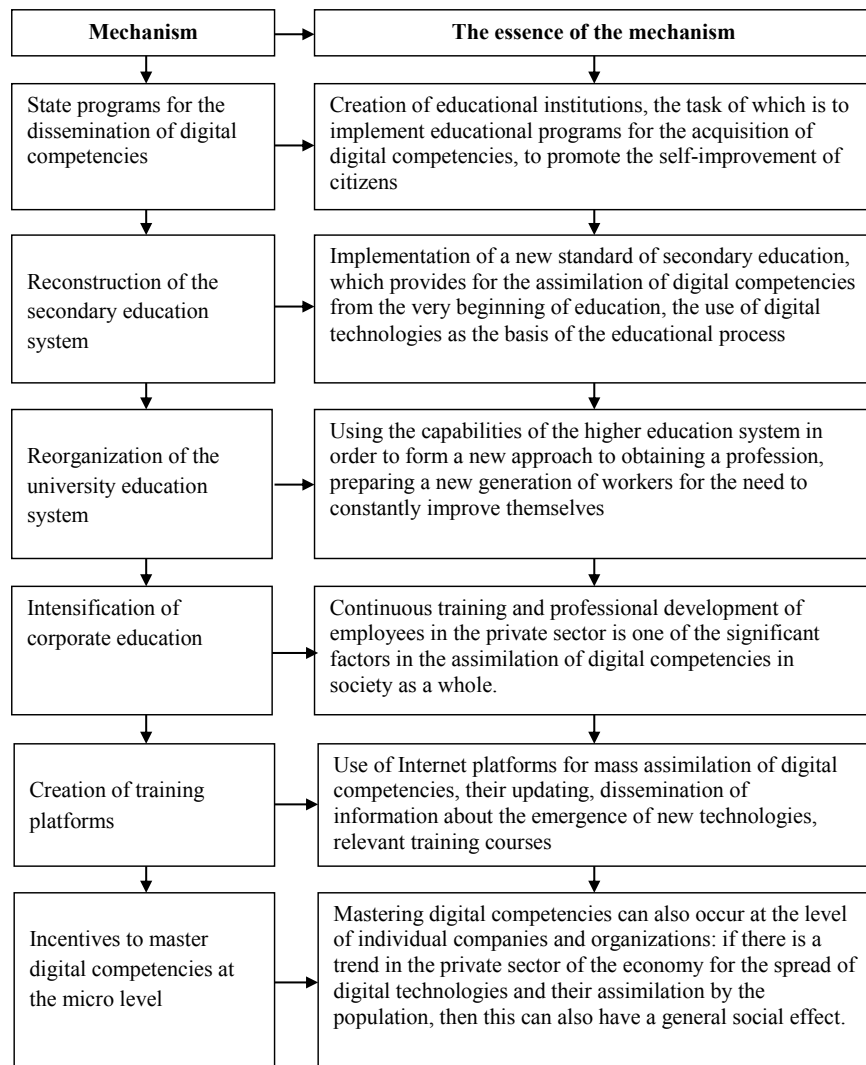 Mechanism
The essence of the mechanism
State programs for the
dissemination of digital
competencies
Creation of educational institutions, the task of which is to
implement educational programs for the acquisition of
digital competencies, to promote the self-improvement of
citizens
Reconstruction of the
secondary education
system
Implementation of a new standard of secondary education,
which provides for the assimilation of digital competencies
from the very beginning of education, the use of digital
technologies as the basis of the educational process
Reorganization of the
university education
system
Using the capabilities of the higher education system in
order to form a new approach to obtaining a profession,
preparing a new generation of workers for the need to
constantly improve themselves
Intensification of
corporate education
Continuous training and professional development of
employees in the private sector is one of the significant
factors in the assimilation of digital competencies in
society as a whole.
Creation of training
platforms
Use of Internet platforms for mass assimilation of digital
competencies, their updating, dissemination of
information about the emergence of new technologies,
relevant training courses
Incentives to master
digital competencies at
the micro level
Mastering digital competencies can also occur at the level
of individual companies and organizations: if there is a
trend in the private sector of the economy for the spread of
digital technologies and their assimilation by the
population, then this can also have a general social effect.